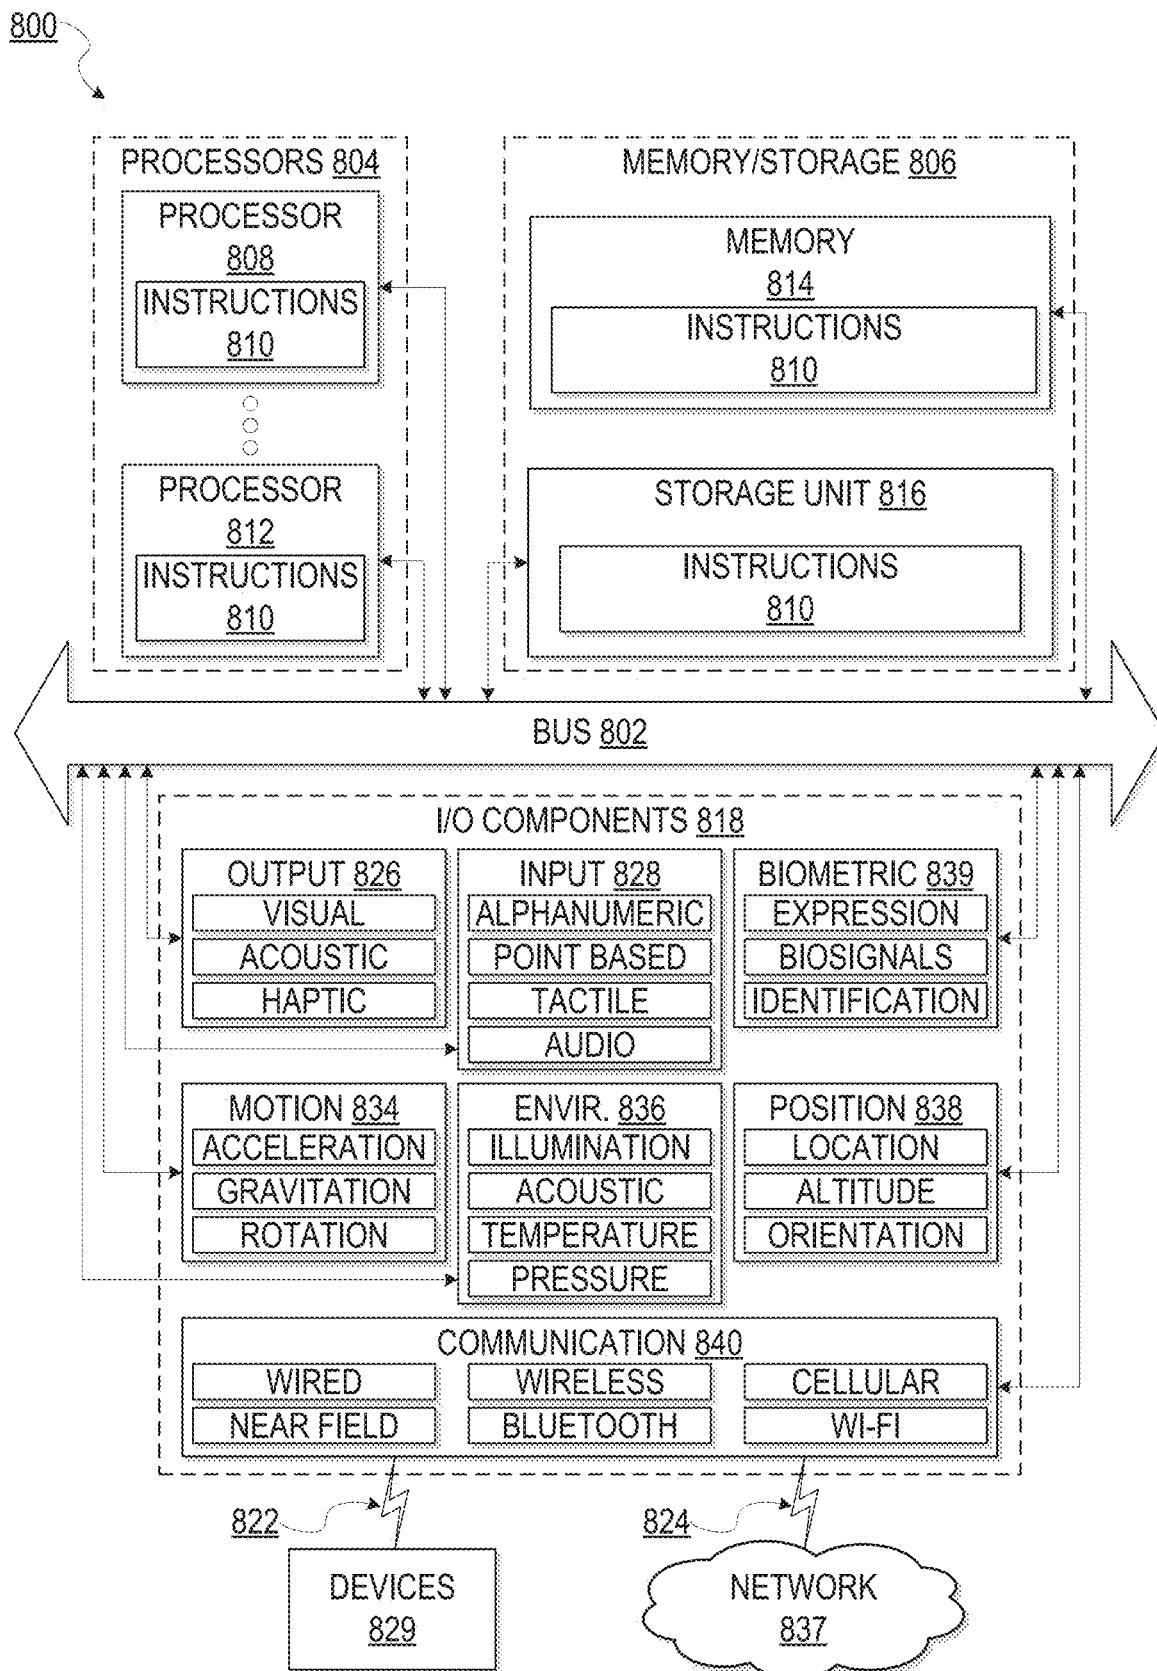 800
PROCESSORS 804
PROCESSOR
808
INSTRUCTIONS
810
PROCESSOR
812
INSTRUCTIONS
810
MEMORY/STORAGE 806
MEMORY
814
INSTRUCTIONS
810
STORAGE UNIT 816
INSTRUCTIONS
810
BUS 802
I/O COMPONENTS 818
OUTPUT 826
VISUAL
ACOUSTIC
HAPTIC
INPUT 828
ALPHANUMERIC
POINT BASED
TACTILE
AUDIO
BIOMETRIC 839
EXPRESSION
BIOSIGNALS
IDENTIFICATION
MOTION 834
ACCELERATION
GRAVITATION
ROTATION
ENVIR. 836
ILLUMINATION
ACOUSTIC
TEMPERATURE
PRESSURE
POSITION 838
LOCATION
ALTITUDE
ORIENTATION
COMMUNICATION 840
WIRED
WIRELESS
CELLULAR
NEAR FIELD
BLUETOOTH
WI-FI
822
824
DEVICES
829
NETWORK
837